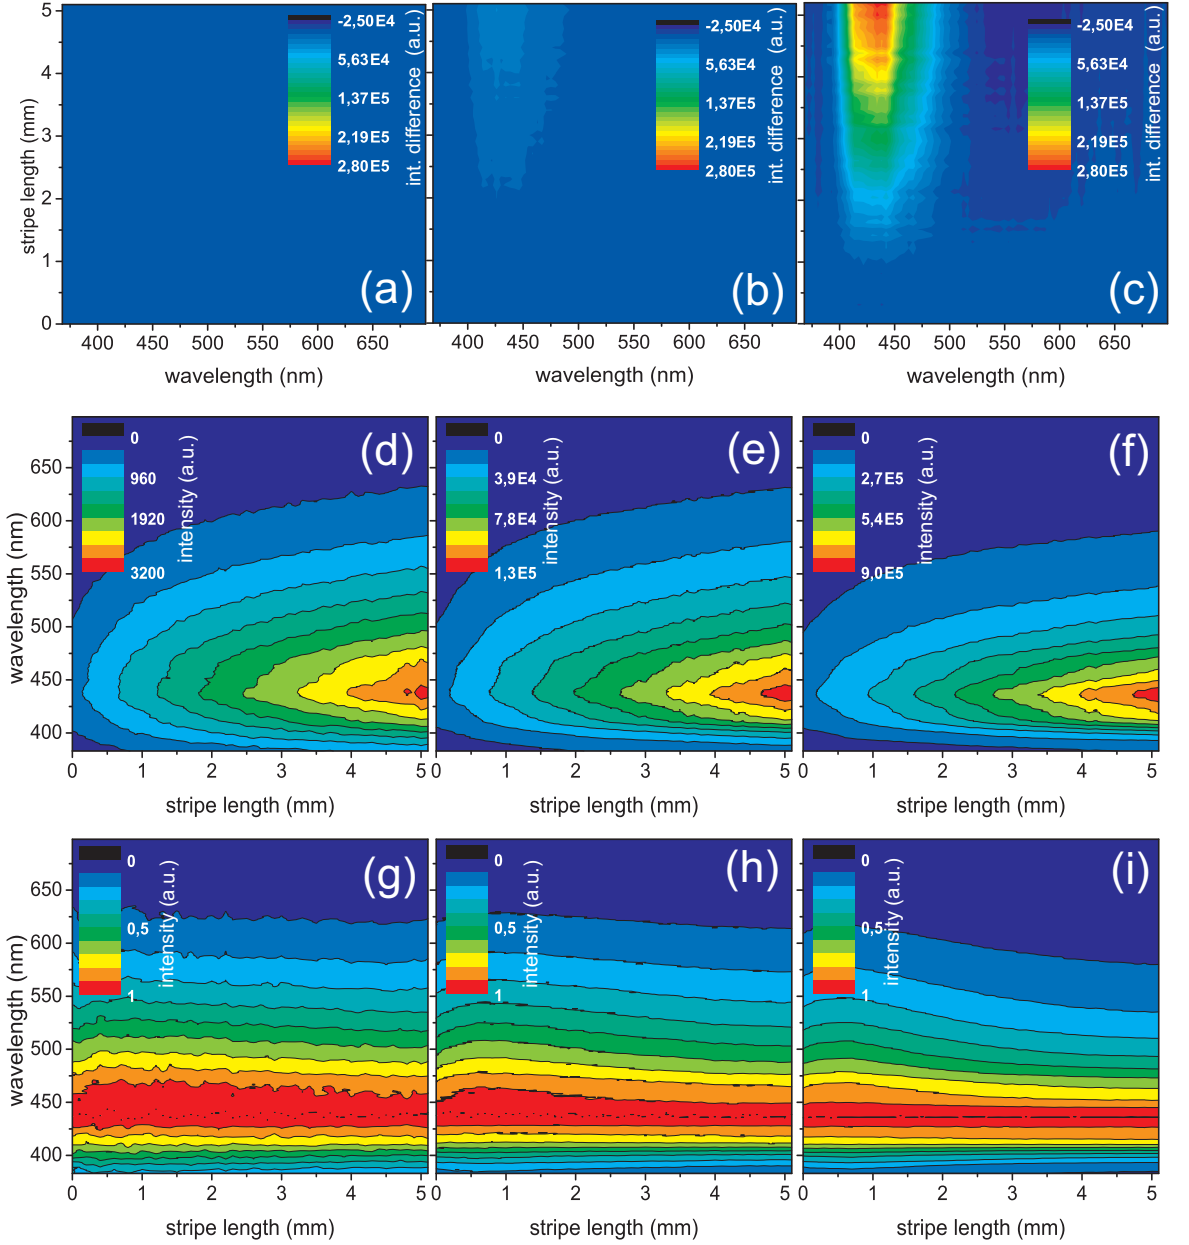 5
4
3
2
1
0
stripe length (mm)
-2,50E4
5,63E4
1,37E5
2,19E5
2,80E5
int. difference (a.u.)
(a)
400 450 500 550 600 650
wavelength (nm)
-2,50E4
5,63E4
1,37E5
2,19E5
2,80E5
int. difference (a.u.)
(b)
400 450 500 550 600 650
wavelength (nm)
-2,50E4
5,63E4
1,37E5
2,19E5
2,80E5
int. difference (a.u.)
(c)
400 450 500 550 600 650
wavelength (nm)
650
600
550
500
450
400
wavelength (nm)
0
960
1920
3200
intensity (a.u.)
(d)
0 1 2 3 4 5
stripe length (mm)
0
3,9E4
7,8E4
1,3E5
intensity (a.u.)
(e)
0 1 2 3 4 5
stripe length (mm)
0
2,7E5
5,4E5
9,0E5
intensity (a.u.)
(f)
0 1 2 3 4 5
stripe length (mm)
650
600
550
500
450
400
wavelength (nm)
0
0,5
1
intensity (a.u.)
(g)
0 1 2 3 4 5
stripe length (mm)
0
0,5
1
intensity (a.u.)
(h)
0 1 2 3 4 5
stripe length (mm)
0
0,5
1
intensity (a.u.)
(i)
0 1 2 3 4 5
stripe length (mm)